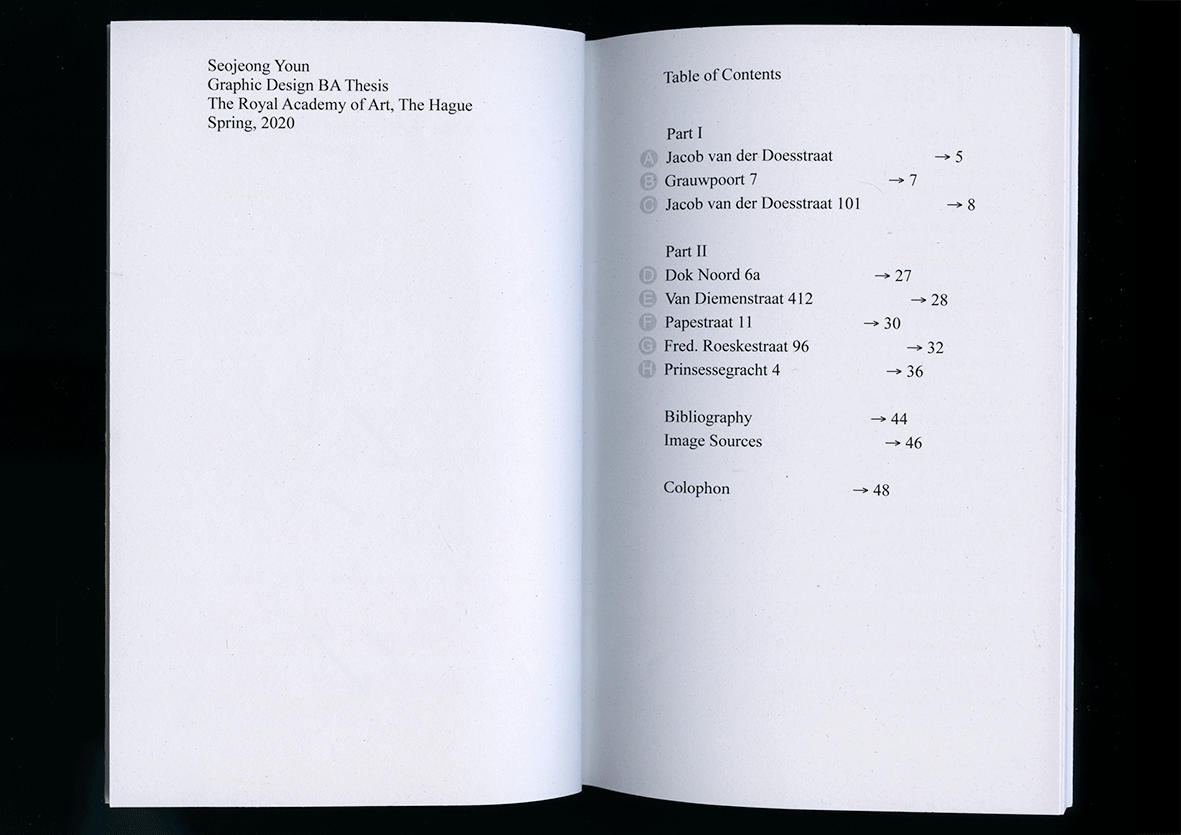 Seojeong Youn
Graphic Design BA Thesis
The Royal Academy of Art, The Hague
Spring, 2020
Table of Contents
Part I
A Jacob van der Doesstraat → 5
B Grauwpoort 7 → 7
C Jacob van der Doesstraat 101 → 8
Part II
D Dok Noord 6a → 27
E Van Diemenstraat 412 → 28
F Papestraat 11 → 30
G Fred. Roeskestraat 96 → 32
H Prinsessegracht 4 → 36
Bibliography → 44
Image Sources → 46
Colophon → 48